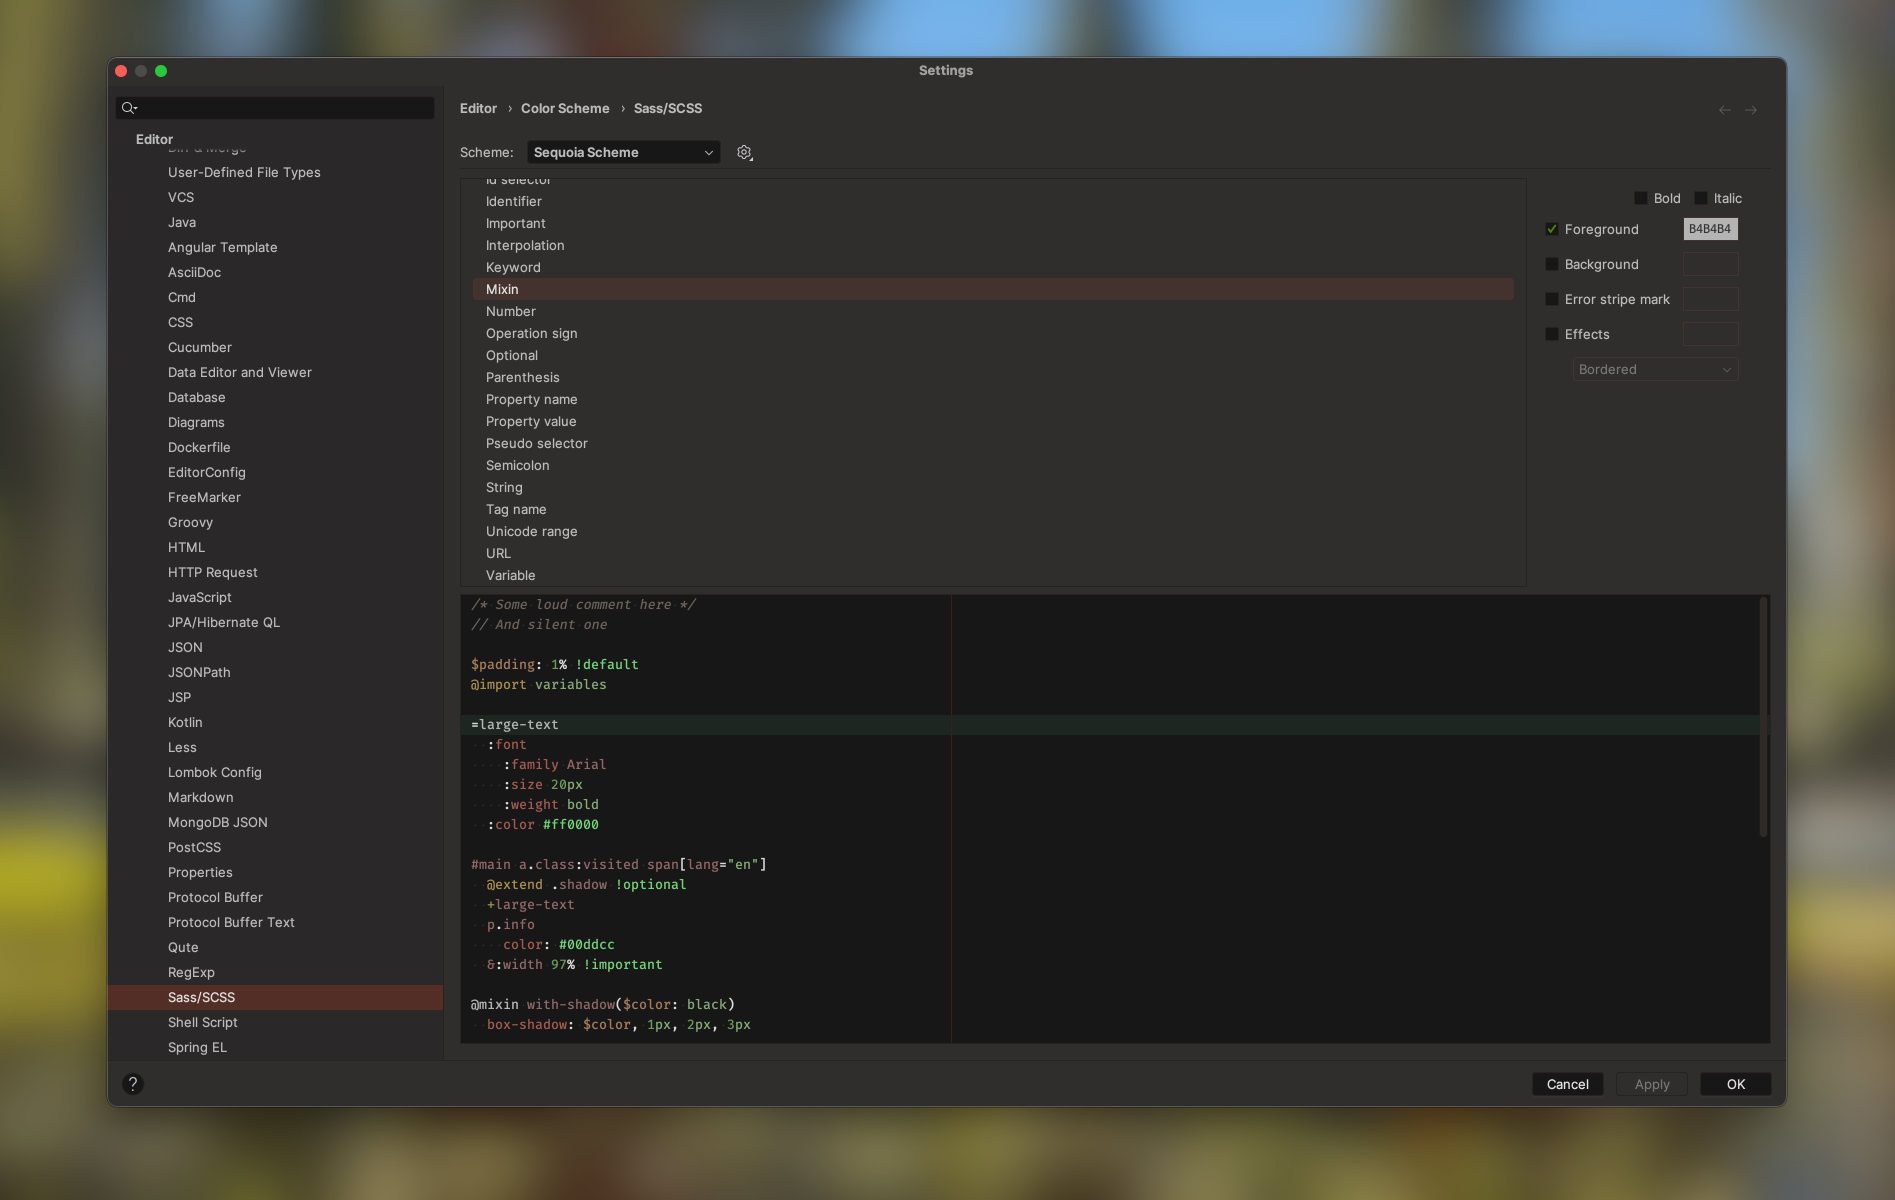 Settings
Editor
Diff & Merge
User-Defined File Types
VCS
Java
Angular Template
AsciiDoc
Cmd
CSS
Cucumber
Data Editor and Viewer
Database
Diagrams
Dockerfile
EditorConfig
FreeMarker
Groovy
HTML
HTTP Request
JavaScript
JPA/Hibernate QL
JSON
JSONPath
JSP
Kotlin
Less
Lombok Config
Markdown
MongoDB JSON
PostCSS
Properties
Protocol Buffer
Protocol Buffer Text
Qute
RegExp
Sass/SCSS
Shell Script
Spring EL
Editor › Color Scheme › Sass/SCSS
Scheme: Sequoia Scheme
Id selector
Identifier
Important
Interpolation
Keyword
Mixin
Number
Operation sign
Optional
Parenthesis
Property name
Property value
Pseudo selector
Semicolon
String
Tag name
Unicode range
URL
Variable
Bold Italic
Foreground B4B4B4
Background
Error stripe mark
Effects
Bordered
/* Some loud comment here */
// And silent one
$padding: 1% !default
@import variables
=large-text
:font
:family Arial
:size 20px
:weight bold
:color #ff0000
#main a.class:visited span[lang="en"]
@extend .shadow !optional
+large-text
p.info
color: #00ddcc
&:width 97% !important
@mixin with-shadow($color: black)
box-shadow: $color, 1px, 2px, 3px
?
Cancel Apply OK